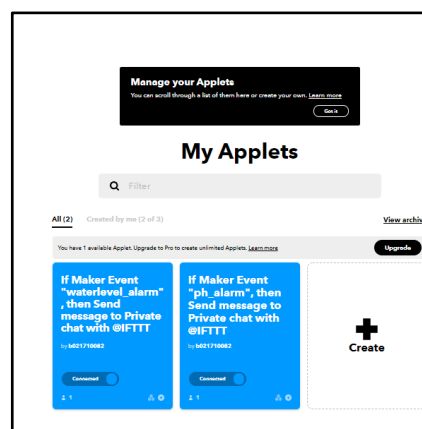 Manage your Applets
You can scroll through a list of them here or create your own. Learn more
Got it
My Applets
Filter
All (2) Created by me (2 of 3) View archiv
You have 1 available Applet. Upgrade to Pro to create unlimited Applets. Learn more Upgrade
If Maker Event
"waterlevel_alarm"
, then Send
message to Private
chat with @IFTTT
by b021710082
Connected
1
If Maker Event
"ph_alarm", then
Send message to
Private chat with
@IFTTT
by b021710082
Connected
1
Create